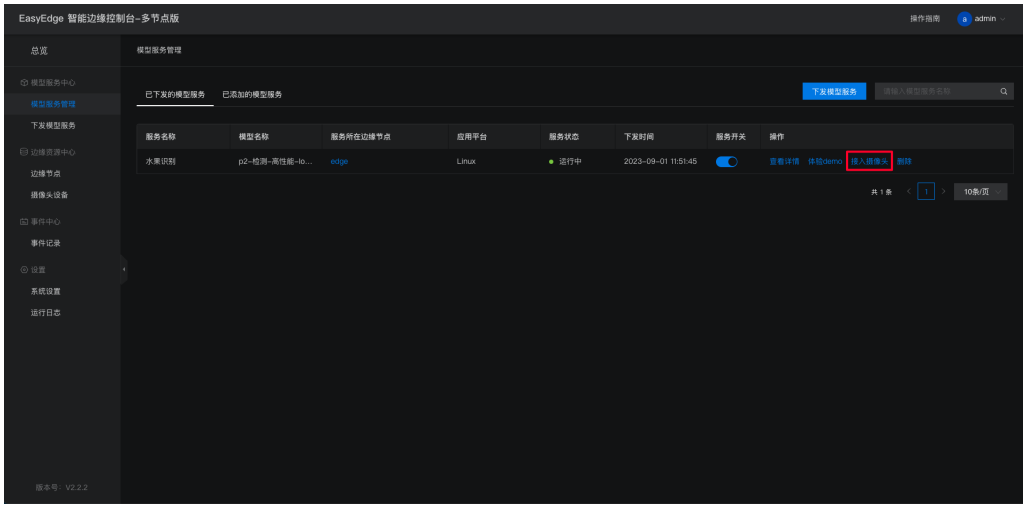 EasyEdge 智能边缘控制台-多节点版
操作指南
a admin
总览
模型服务管理
模型服务中心
模型服务管理
下发模型服务
边缘资源中心
边缘节点
摄像头设备
事件中心
事件记录
设置
系统设置
运行日志
版本号：V2.2.2
已下发的模型服务 已添加的模型服务
下发模型服务
请输入模型服务名称
服务名称 模型名称 服务所在边缘节点 应用平台 服务状态 下发时间 服务开关 操作
水果识别 p2-检测-高性能-lo... edge Linux 运行中 2023-09-01 11:51:45 查看详情 体验demo 接入摄像头 删除
共 1 条 < 1 > 10条/页